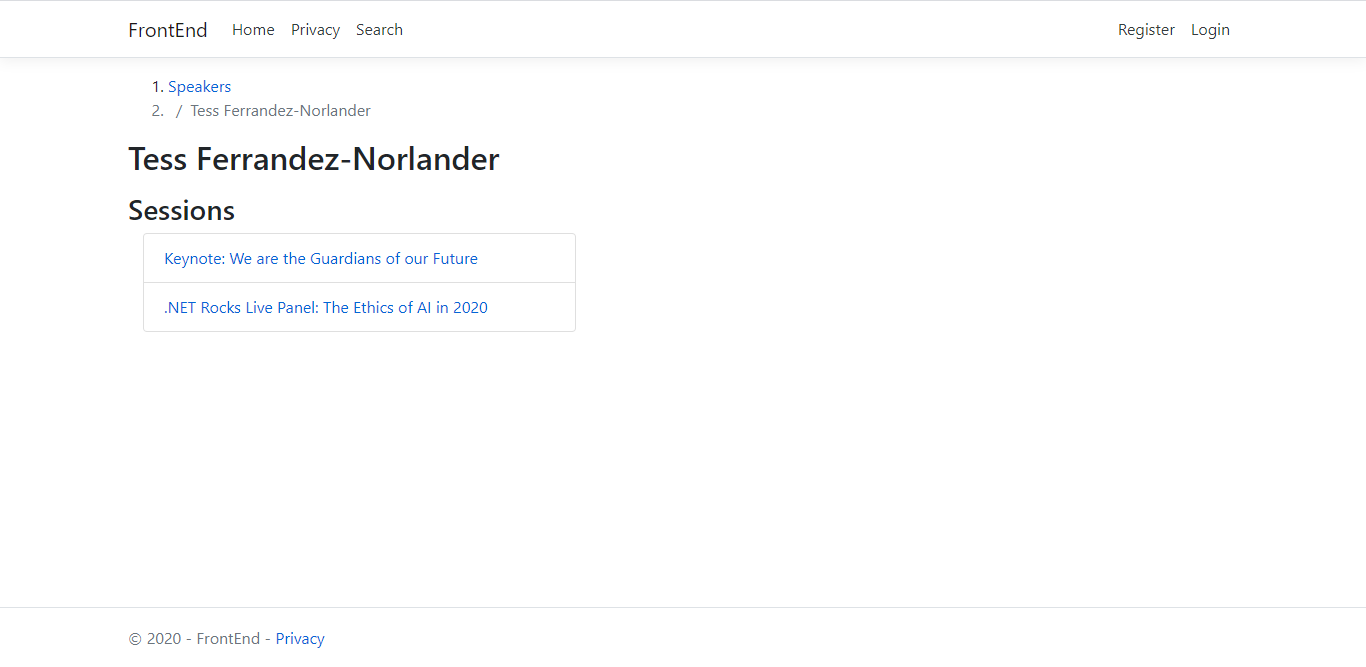 FrontEnd Home Privacy Search Register Login
1. Speakers
2. / Tess Ferrandez-Norlander
Tess Ferrandez-Norlander
Sessions
Keynote: We are the Guardians of our Future
.NET Rocks Live Panel: The Ethics of AI in 2020
© 2020 - FrontEnd - Privacy